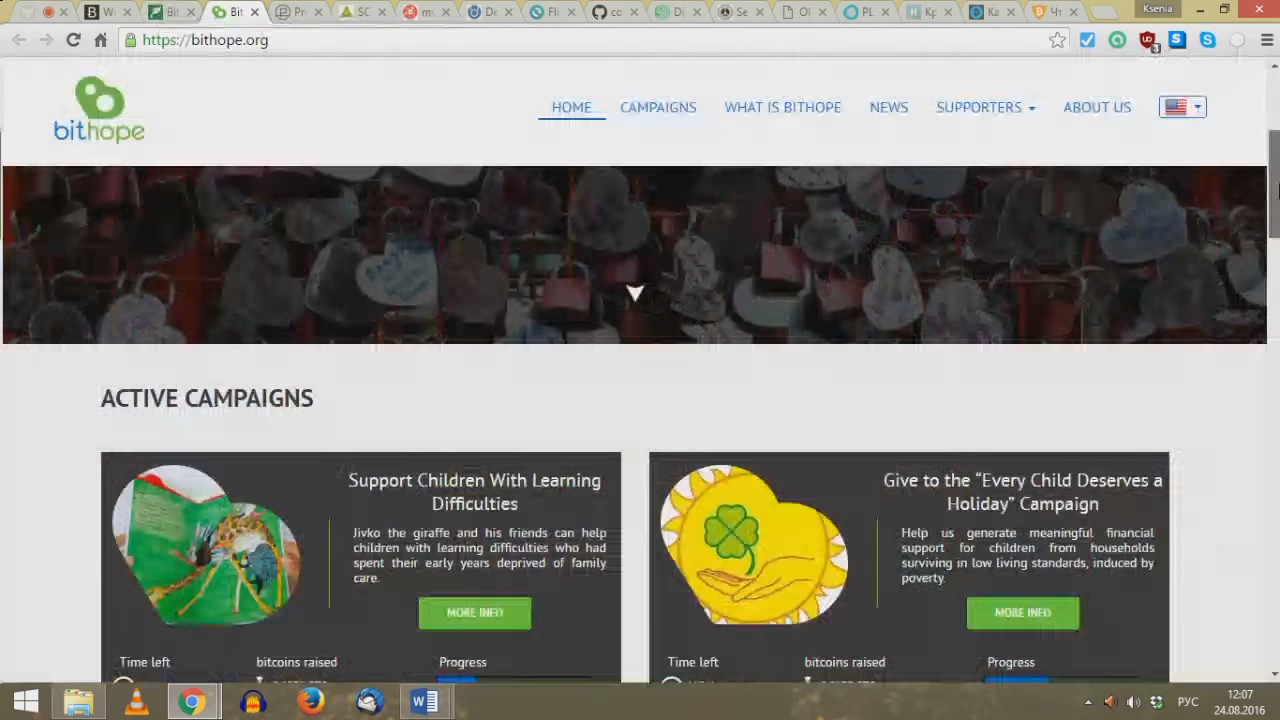 Ksenia
https://bithope.org
bithope
HOME
CAMPAIGNS
WHAT IS BITHOPE
NEWS
SUPPORTERS
ABOUT US
ACTIVE CAMPAIGNS
Support Children With Learning
Difficulties
Jivko the giraffe and his friends can help
children with learning difficulties who had
spent their early years deprived of family
care.
MORE INFO
Time left
bitcoins raised
Progress
Give to the “Every Child Deserves a
Holiday” Campaign
Help us generate meaningful financial
support for children from households
surviving in low living standards, induced by
poverty.
MORE INFO
Time left
bitcoins raised
Progress
РУС
12:07
24.08.2016